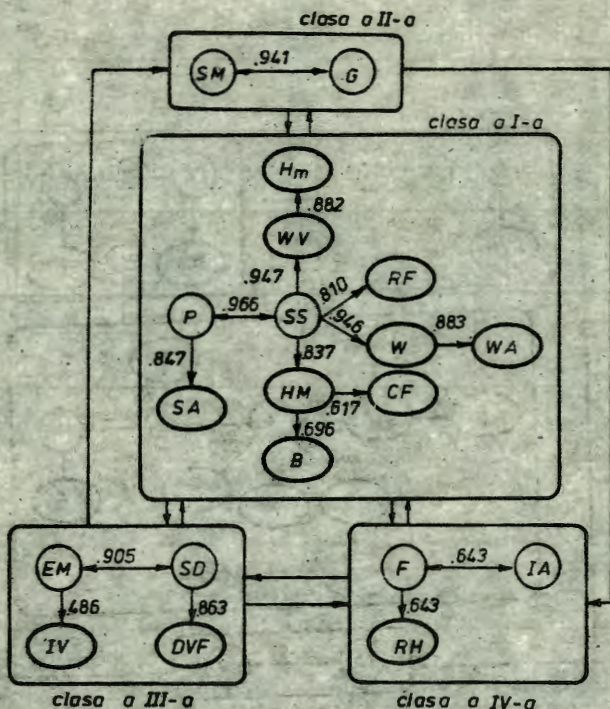 clasa a II-a
SM .941 G
clasa a I-a
Hm
.882
WV
.947 .810 RF
P .966 SS .946
.847 .837 W .883 WA
SA HM .617 CF
.696
B
EM .905 SD
.486 .863
IV DVF
F .643 IA
.643
RH
clasa a III-a
clasa a IV-a